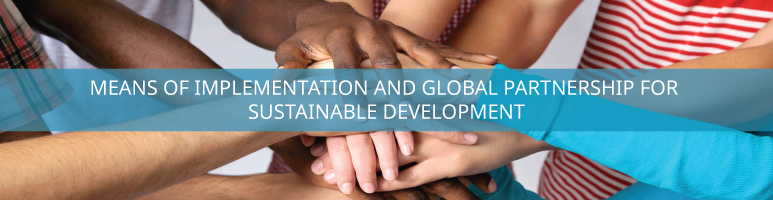 MEANS OF IMPLEMENTATION AND GLOBAL PARTNERSHIP FOR
SUSTAINABLE DEVELOPMENT